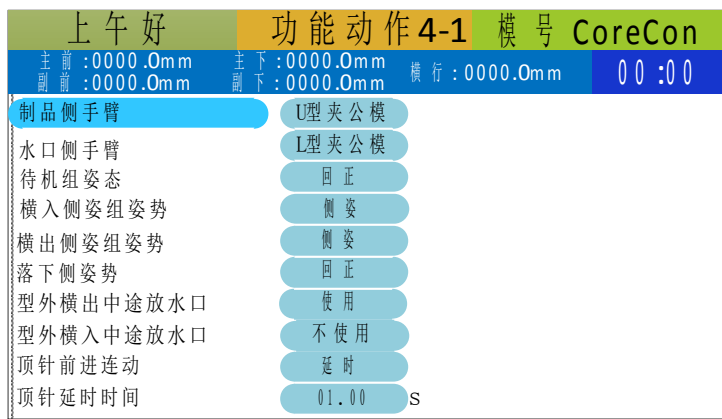 上午好 功能动作4-1 模号 CoreCon
主前:0000.0mm 主下:0000.0mm 横行:0000.0mm 00:00
副前:0000.0mm 副下:0000.0mm
制品侧手臂 U型夹公模
水口侧手臂 L型夹公模
待机组姿态 回正
横入侧姿组姿势 侧姿
横出侧姿组姿势 侧姿
落下侧姿势 回正
型外横出中途放水口 使用
型外横入中途放水口 不使用
顶针前进连动 延时
顶针延时时间 01.00 S